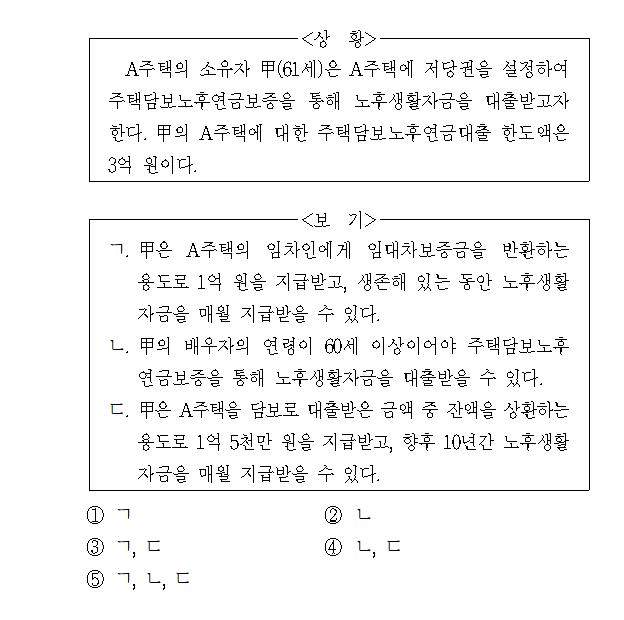 <상 황>
A주택의 소유자 甲(61세)은 A주택에 저당권을 설정하여
주택담보노후연금보증을 통해 노후생활자금을 대출받고자
한다. 甲의 A주택에 대한 주택담보노후연금대출 한도액은
3억 원이다.
<보 기>
ㄱ. 甲은 A주택의 임차인에게 임대차보증금을 반환하는
용도로 1억 원을 지급받고, 생존해 있는 동안 노후생활
자금을 매월 지급받을 수 있다.
ㄴ. 甲의 배우자의 연령이 60세 이상이어야 주택담보노후
연금보증을 통해 노후생활자금을 대출받을 수 있다.
ㄷ. 甲은 A주택을 담보로 대출받은 금액 중 잔액을 상환하는
용도로 1억 5천만 원을 지급받고, 향후 10년간 노후생활
자금을 매월 지급받을 수 있다.
① ㄱ ② ㄴ
③ ㄱ, ㄷ ④ ㄴ, ㄷ
⑤ ㄱ, ㄴ, ㄷ